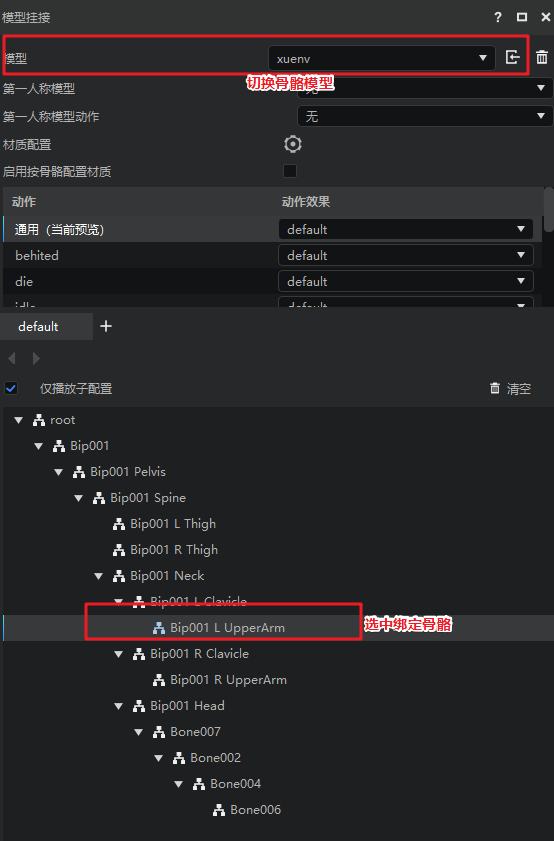 模型挂接
模型 xuenv
切换骨骼模型
第一人称模型
第一人称模型动作 无
材质配置
启用按骨骼配置材质
动作 动作效果
通用（当前预览） default
behited default
die default
idle default
default
仅播放子配置 清空
root
Bip001
Bip001 Pelvis
Bip001 Spine
Bip001 L Thigh
Bip001 R Thigh
Bip001 Neck
Bip001 L Clavicle
Bip001 L UpperArm 选中绑定骨骼
Bip001 R Clavicle
Bip001 R UpperArm
Bip001 Head
Bone007
Bone002
Bone004
Bone006